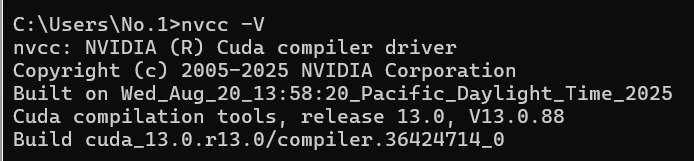 C:\Users\No.1>nvcc -V
nvcc: NVIDIA (R) Cuda compiler driver
Copyright (c) 2005-2025 NVIDIA Corporation
Built on Wed_Aug_20_13:58:20_Pacific_Daylight_Time_2025
Cuda compilation tools, release 13.0, V13.0.88
Build cuda_13.0.r13.0/compiler.36424714_0